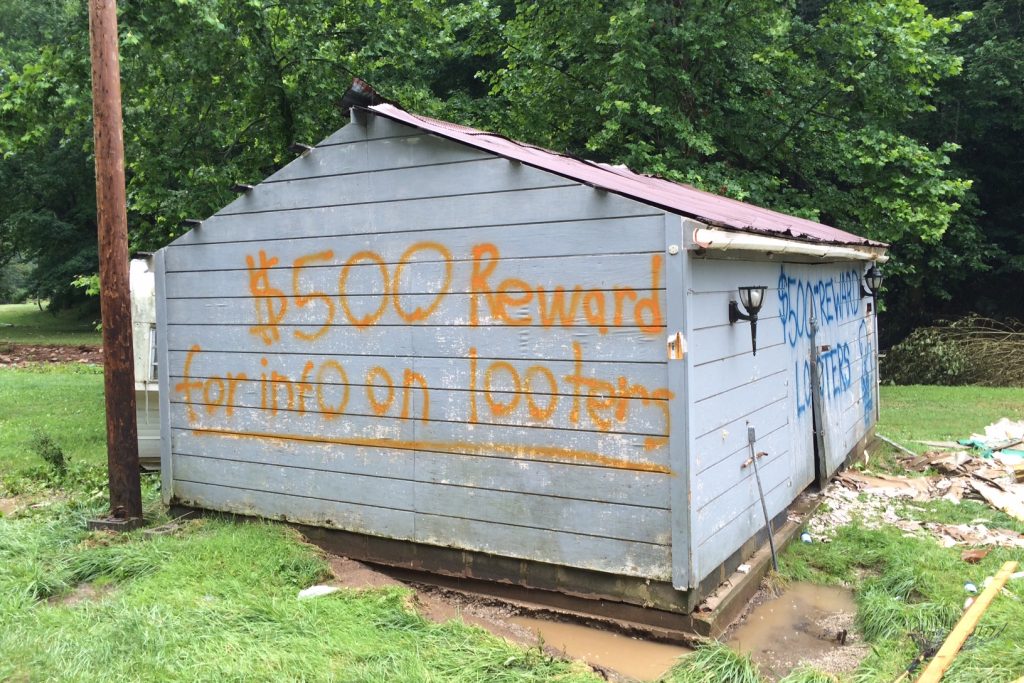 $500 Reward!
for info on
looters
$500 REWARD
LOOTERS